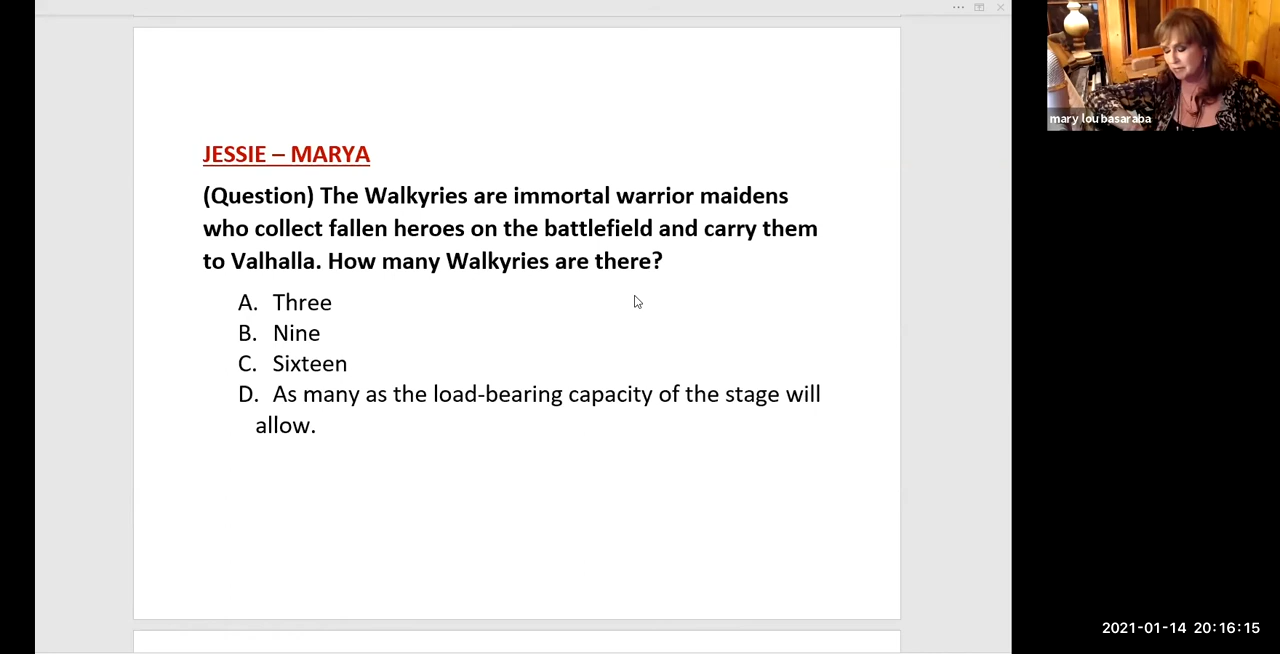 JESSIE – MARYA
(Question) The Walkyries are immortal warrior maidens
who collect fallen heroes on the battlefield and carry them
to Valhalla. How many Walkyries are there?
A. Three
B. Nine
C. Sixteen
D. As many as the load-bearing capacity of the stage will
allow.
mary lou basaraba
2021-01-14 20:16:15